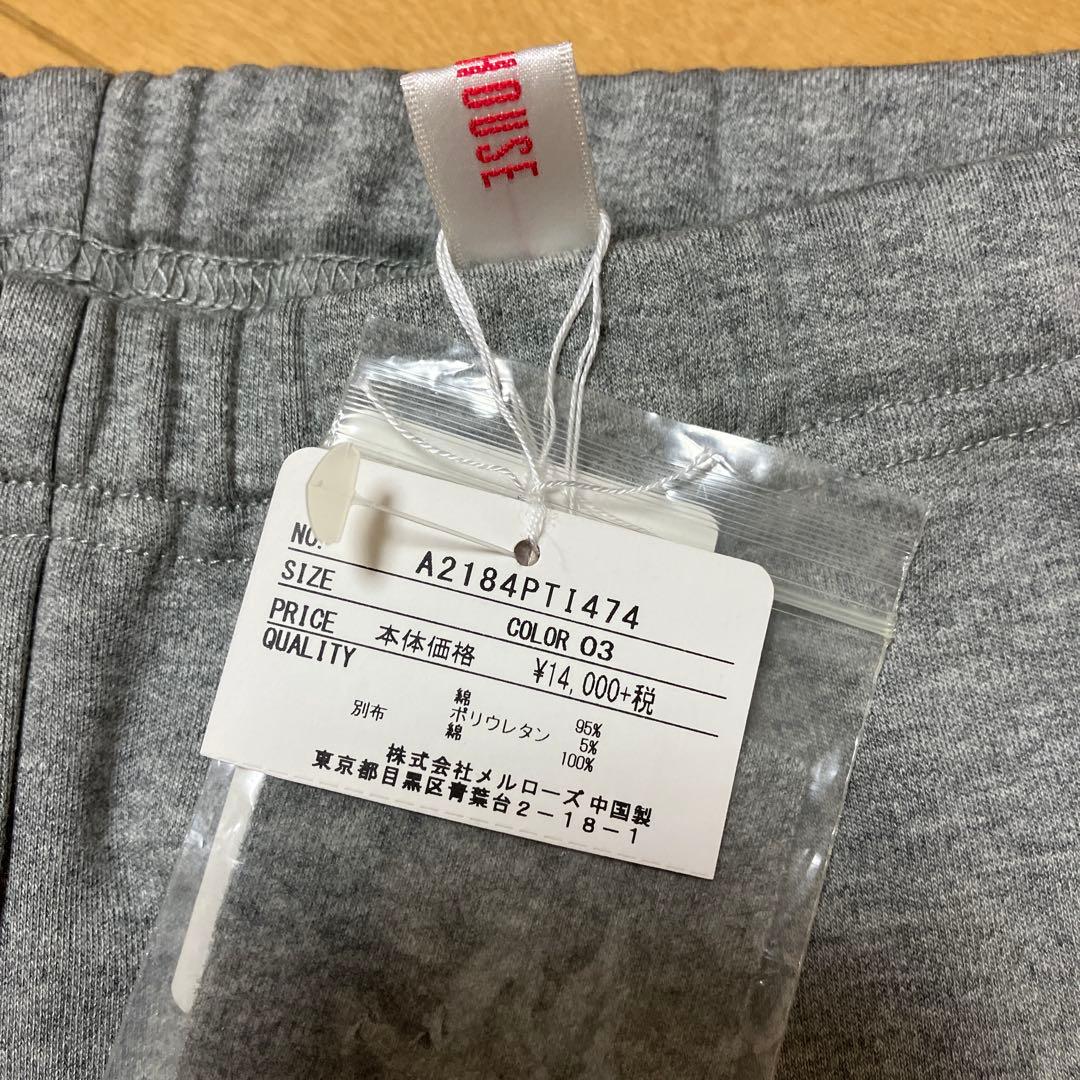 HOUSE
NO.
A2184PTI474
SIZE
COLOR 03
PRICE 本体価格 ¥14,000+税
QUALITY
綿 95%
ポリウレタン 5%
別布 綿 100%
株式会社メルローズ 中国製
東京都目黒区青葉台2-18-1